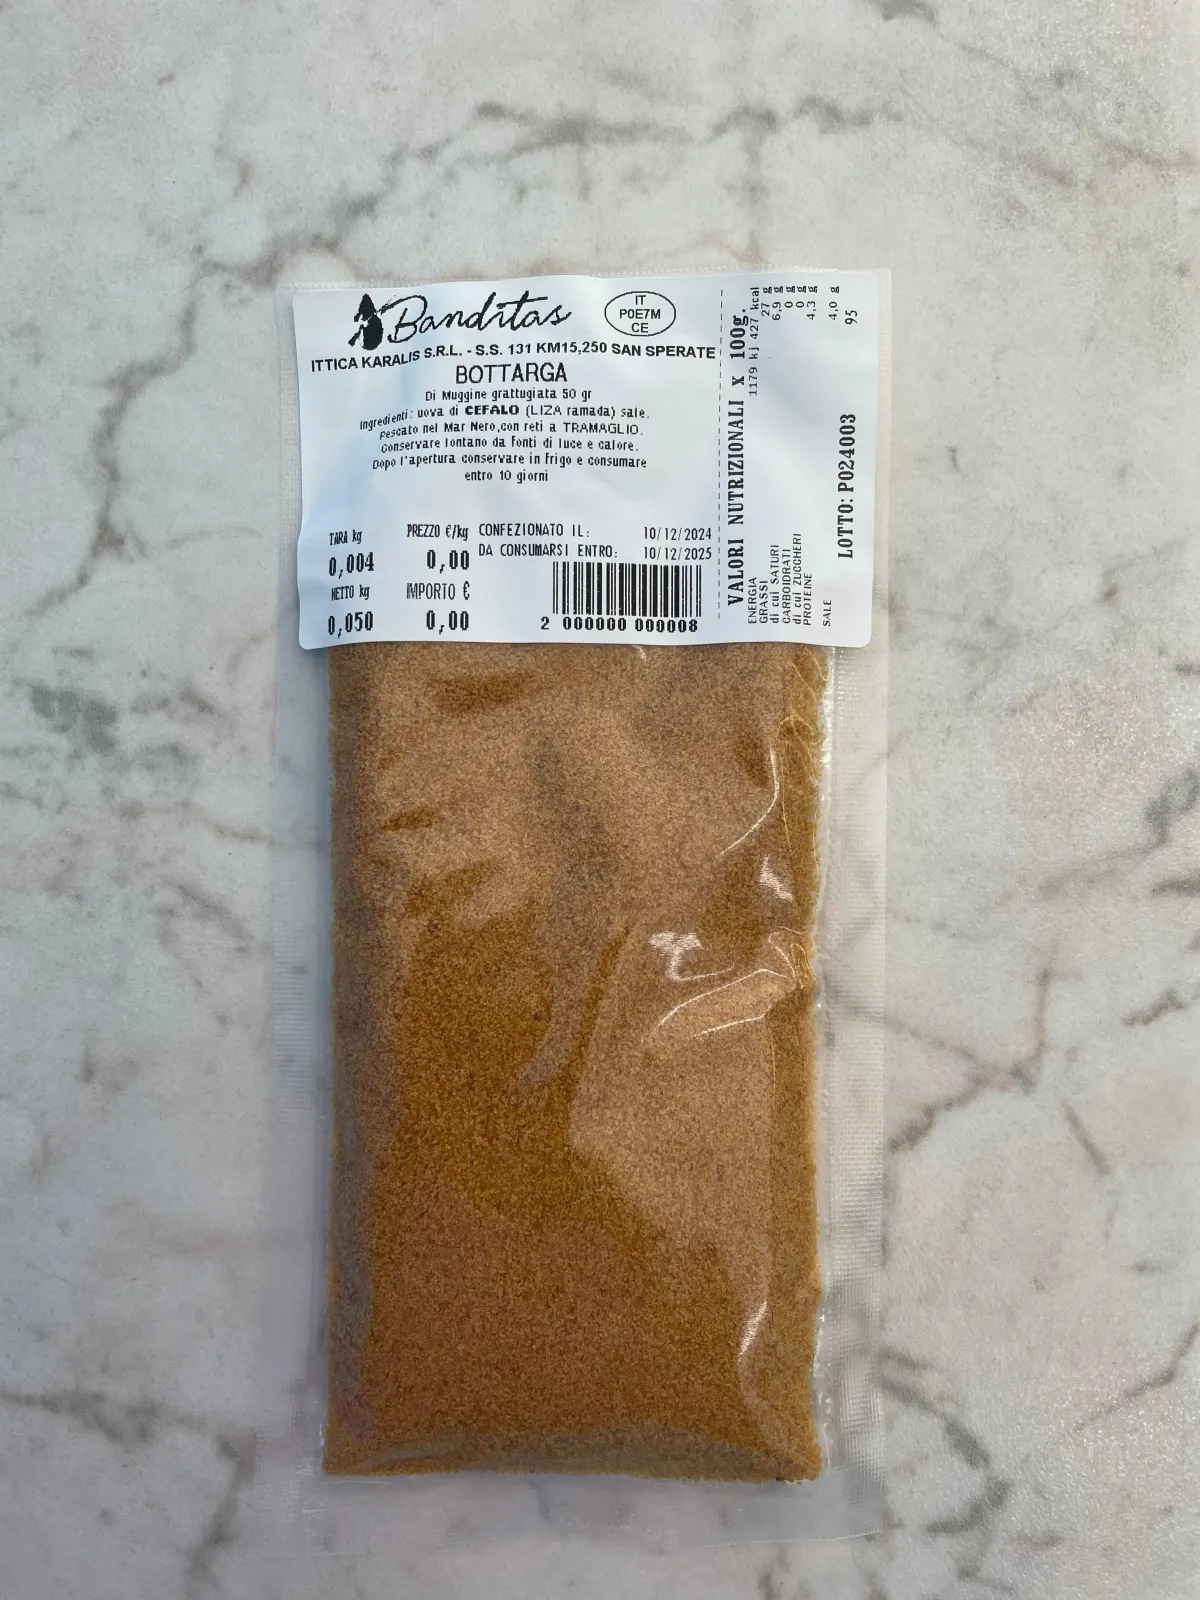 Banditas
IT
P0E7M
CE
ITTICA KARALIS S.R.L. - S.S. 131 KM15,250 SAN SPERATE
BOTTARGA
Di Muggine grattugiata 50 gr
Ingredienti: uova di CEFALO (LIZA ramada) sale.
Pescato nel Mar Nero,con reti a TRAMAGLIO.
Conservare lontano da fonti di luce e calore.
Dopo l'apertura conservare in frigo e consumare
entro 10 giorni
TARA kg
0,004
PREZZO €/kg
0,00
CONFEZIONATO IL: 10/12/2024
DA CONSUMARSI ENTRO: 10/12/2025
NETTO kg
0,050
IMPORTO €
0,00
2 000000 000008
VALORI NUTRIZIONALI x 100g.
ENERGIA 1179 kj 427 kcal
GRASSI 27 g
di cui SATURI 6,9 g
CARBOIDRATI 0 g
di cui ZUCCHERI 0 g
PROTEINE 4,3 g
SALE 4,0 g
LOTTO: P024003 95